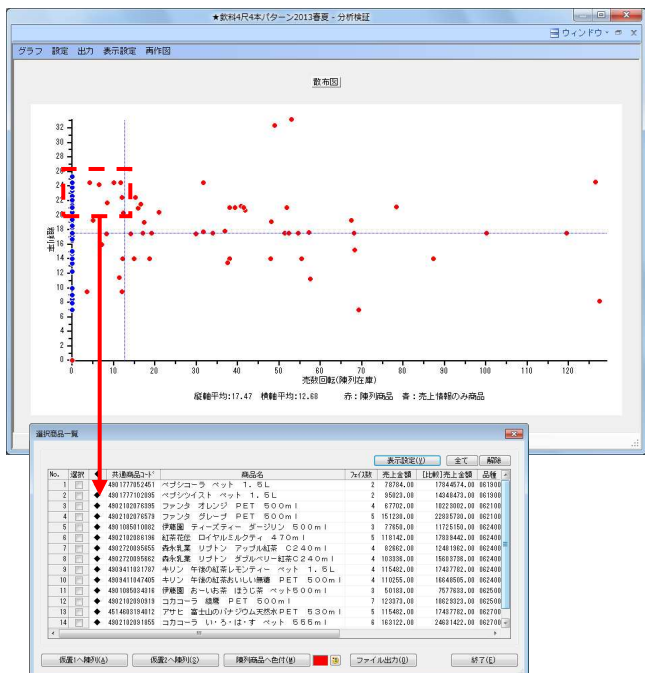 ★飲料4尺4本パターン2013春夏 - 分析検証
ウィンドウ
グラフ 設定 出力 表示設定 再作図
散布図
32
30
28
26
24
22
20
18
16
14
12
10
8
6
4
2
0
0 10 20 30 40 50 60 70 80 90 100 110 120
売数回転(陳列在庫)
縦軸平均:17.47 横軸平均:12.68 赤:陳列商品 青:売上情報のみ商品
選択商品一覧
表示設定(V) 全て 解除
No. 選択 ◆ 共通商品コード 商品名 フェイス数 売上金額 [比較]売上金額 品種
1 ◆ 4901777052451 ペプシコーラ ペット 1.5L 2 78784.00 17844574.00 061900
2 ◆ 4901777102095 ペプシツイスト ペット 1.5L 2 95023.00 14348473.00 061900
3 ◆ 4902102076395 ファンタ オレンジ PET 500ml 4 67702.00 10223002.00 062100
4 ◆ 4902102076579 ファンタ グレープ PET 500ml 5 151230.00 22835730.00 062100
5 ◆ 4901085010082 伊藤園 ティーズティー ダージリン 500ml 3 77650.00 11725150.00 062400
6 ◆ 4902102086196 紅茶花伝 ロイヤルミルクティ 470ml 5 118142.00 17839442.00 062400
7 ◆ 4902720095655 森永乳業 リプトン アップル紅茶 C240ml 4 82662.00 12481962.00 062400
8 ◆ 4902720095662 森永乳業 リプトン ダブルベリー紅茶C240ml 4 103336.00 15603736.00 062400
9 ◆ 4909411031787 キリン 午後の紅茶レモンティー ペット 1.5L 4 115482.00 17437782.00 062400
10 ◆ 4909411047405 キリン 午後の紅茶おいしい無糖 PET 500ml 4 110255.00 16648505.00 062400
11 ◆ 4901085034316 伊藤園 おーいお茶 ほうじ茶 ペット500ml 3 50183.00 7577633.00 062500
12 ◆ 4902102090919 コカコーラ 綾鷹 PET 500ml 7 123373.00 18629323.00 062500
13 ◆ 4514603194012 アサヒ 富士山のバナジウム天然水PET 530ml 5 115482.00 17437782.00 062700
14 ◆ 4902102091855 コカコーラ い・ろ・は・す ペット 555ml 6 163122.00 24631422.00 062700
仮置1へ陳列(A) 仮置2へ陳列(S) 陳列商品へ色付(M) ファイル出力(O) 終了(E)